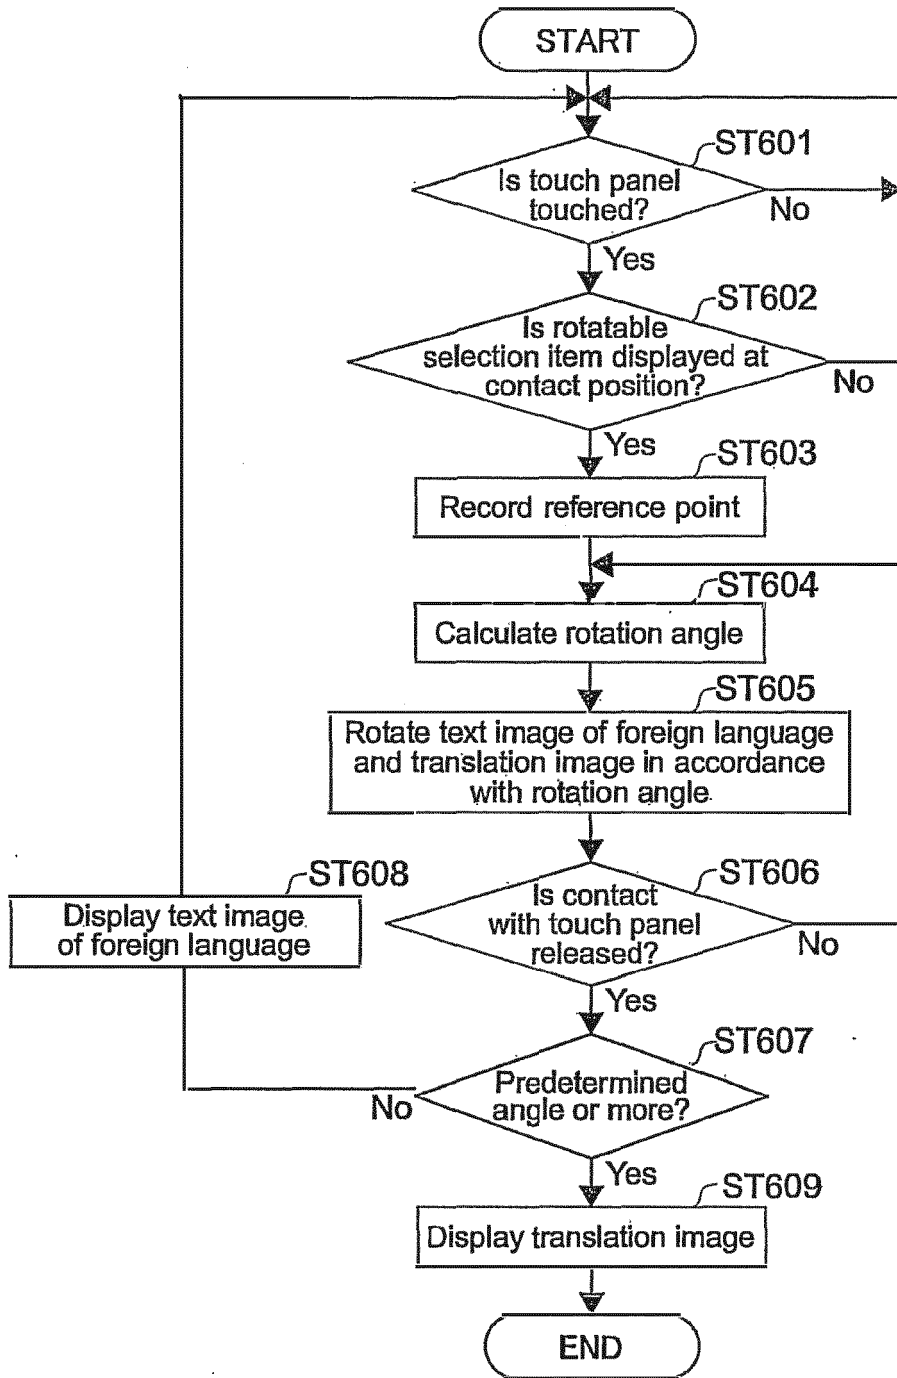 START
ST601
Is touch panel
touched?
No
Yes
ST602
Is rotatable
selection item displayed at
contact position?
No
Yes
ST603
Record reference point
ST604
Calculate rotation angle
ST605
Rotate text image of foreign language
and translation image in accordance
with rotation angle
ST608
Display text image
of foreign language
ST606
Is contact
with touch panel
released?
No
Yes
ST607
Predetermined
angle or more?
No
Yes
ST609
Display translation image
END